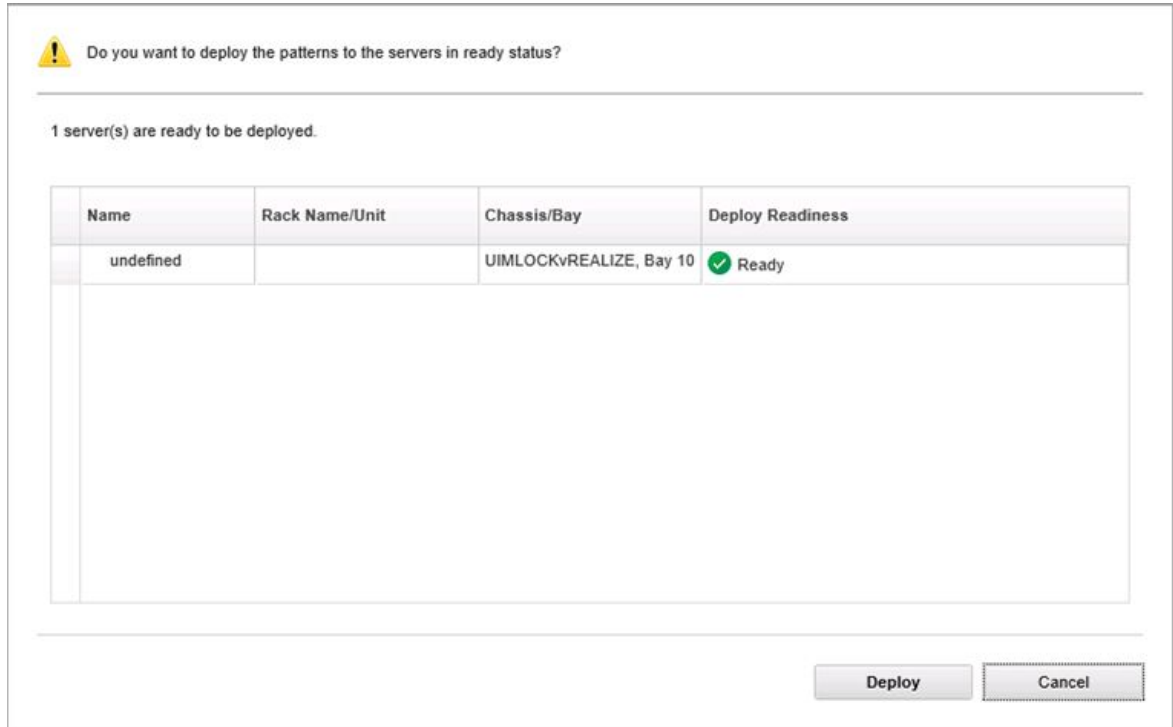 Do you want to deploy the patterns to the servers in ready status?
1 server(s) are ready to be deployed.
Name Rack Name/Unit Chassis/Bay Deploy Readiness
undefined UIMLOCKvREALIZE, Bay 10 Ready
Deploy Cancel